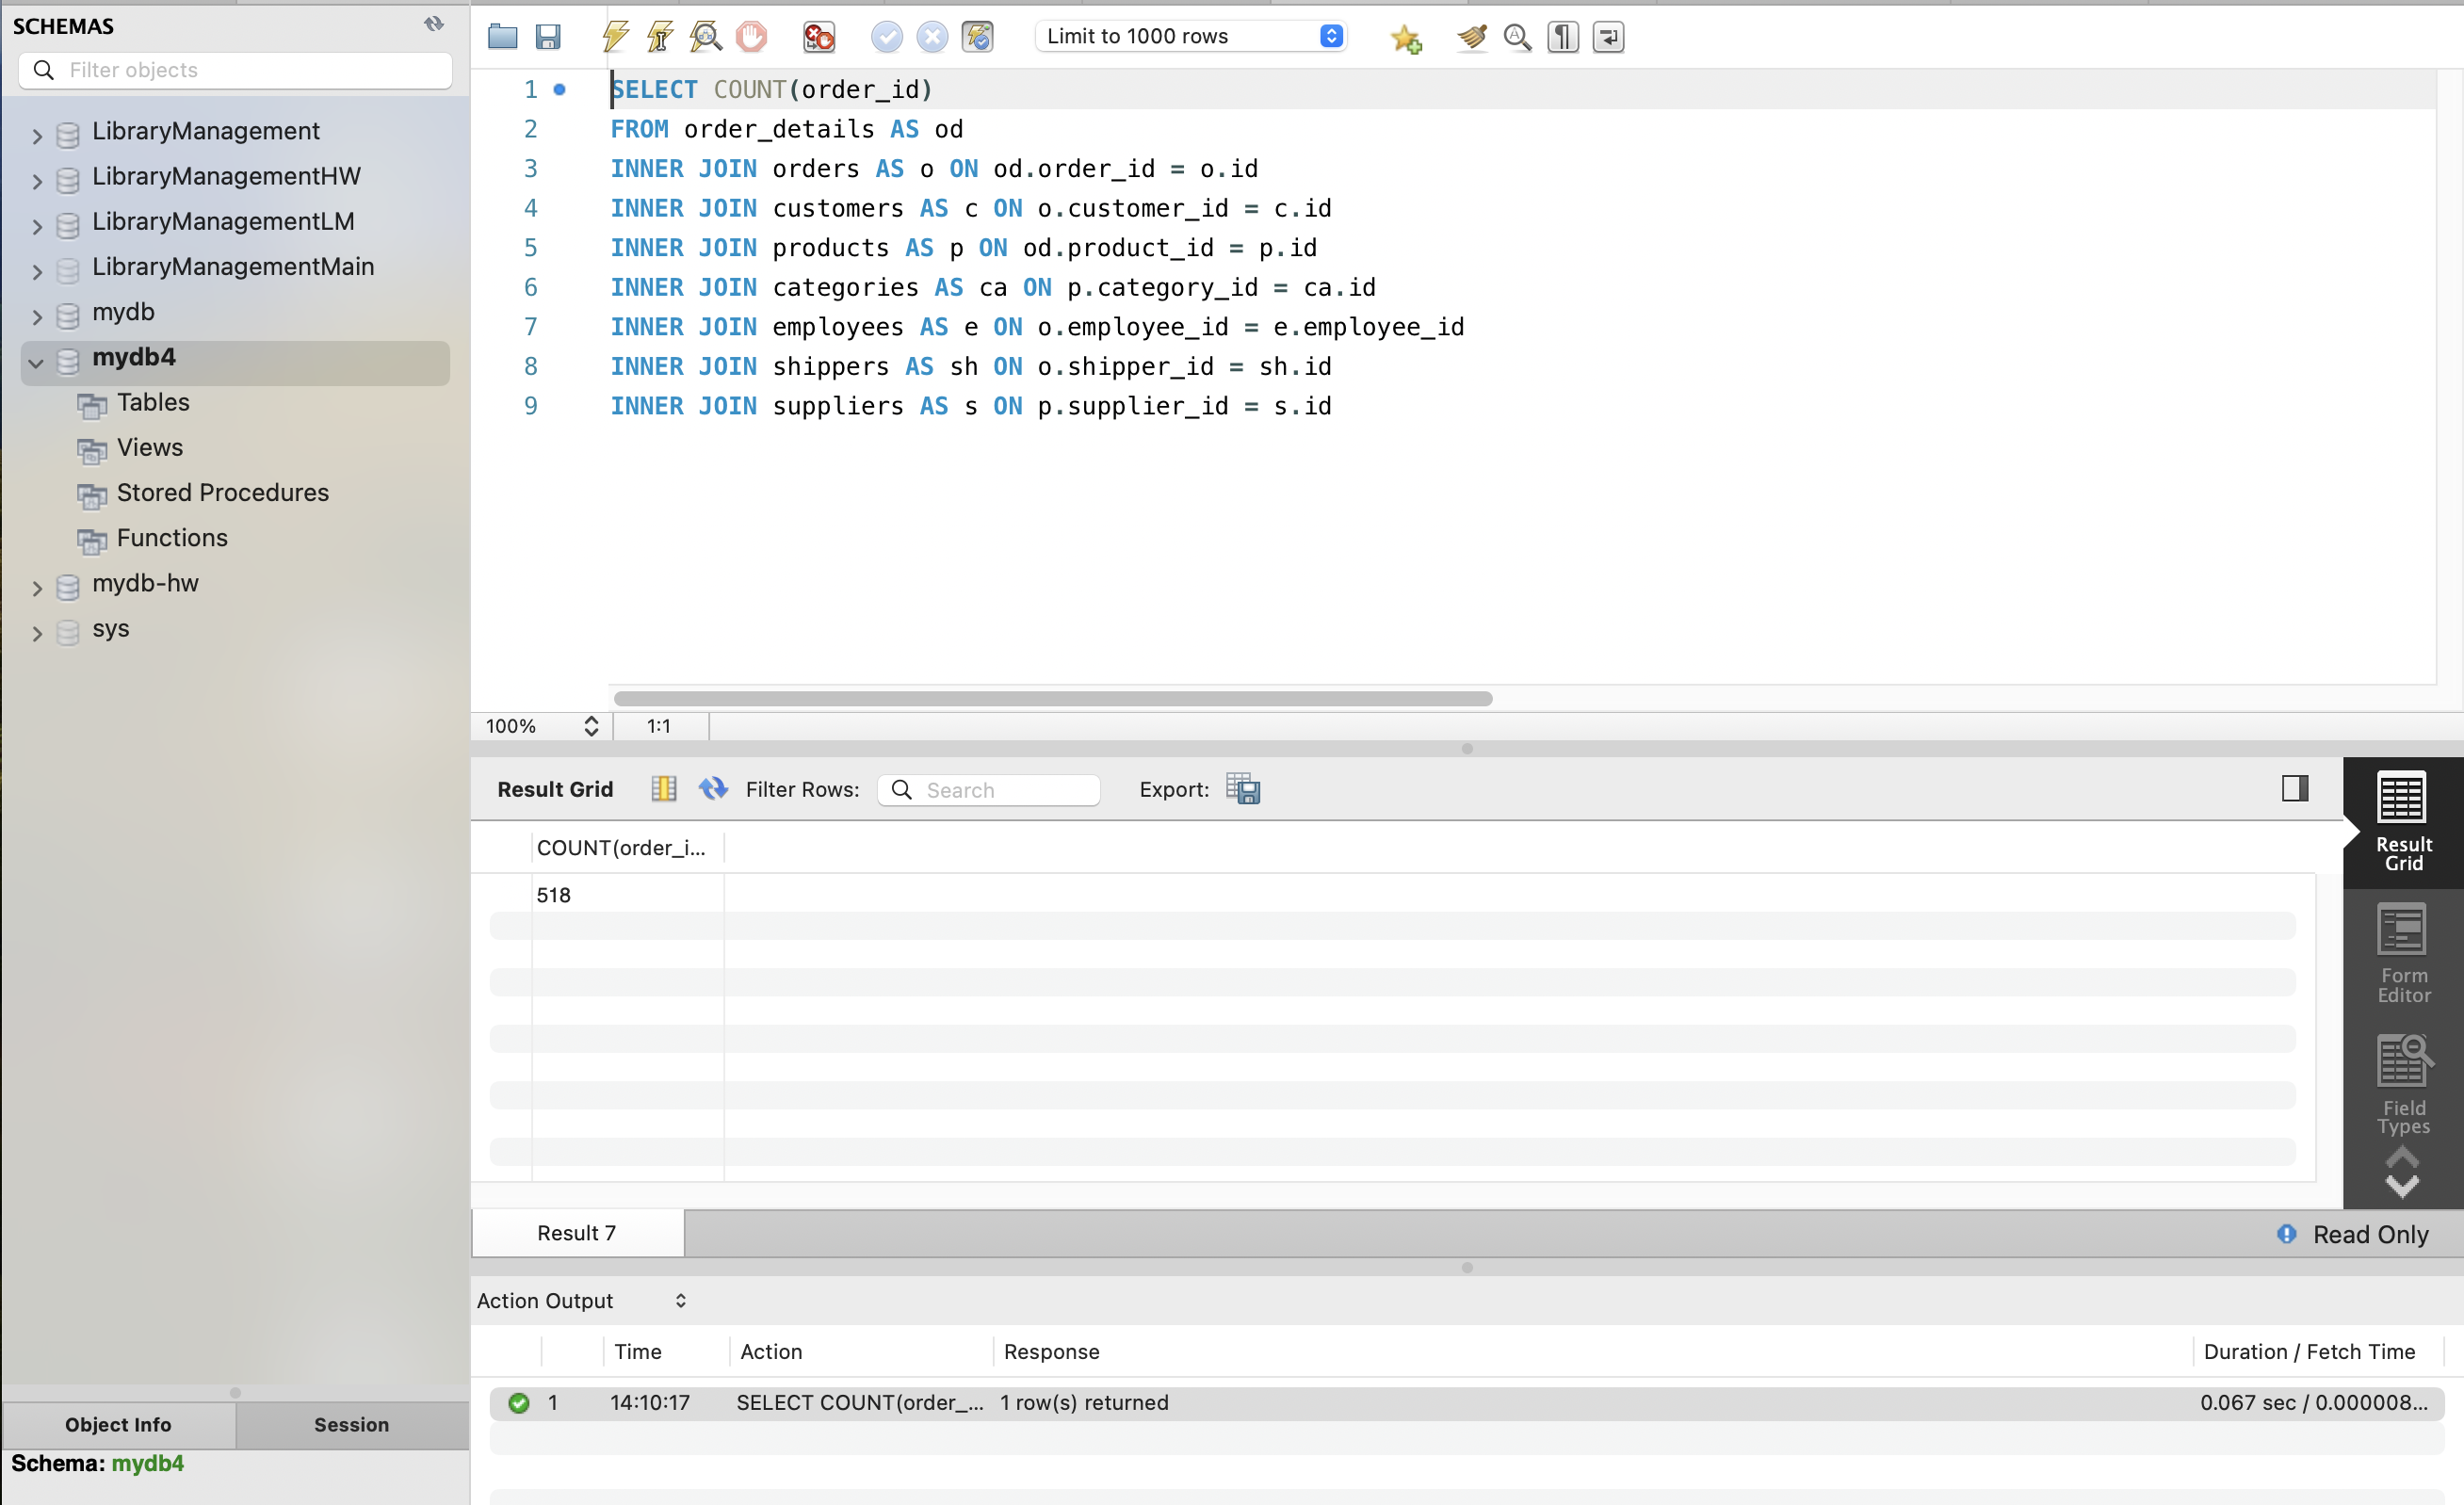 SCHEMAS
Filter objects
LibraryManagement
LibraryManagementHW
LibraryManagementLM
LibraryManagementMain
mydb
mydb4
Tables
Views
Stored Procedures
Functions
mydb-hw
sys
Object Info Session
Schema: mydb4
Limit to 1000 rows
1 SELECT COUNT(order_id)
2 FROM order_details AS od
3 INNER JOIN orders AS o ON od.order_id = o.id
4 INNER JOIN customers AS c ON o.customer_id = c.id
5 INNER JOIN products AS p ON od.product_id = p.id
6 INNER JOIN categories AS ca ON p.category_id = ca.id
7 INNER JOIN employees AS e ON o.employee_id = e.employee_id
8 INNER JOIN shippers AS sh ON o.shipper_id = sh.id
9 INNER JOIN suppliers AS s ON p.supplier_id = s.id
100% 1:1
Result Grid Filter Rows: Search Export:
COUNT(order_i...
518
Result
Grid
Form
Editor
Field
Types
Result 7 Read Only
Action Output
Time Action Response Duration / Fetch Time
1 14:10:17 SELECT COUNT(order_... 1 row(s) returned 0.067 sec / 0.000008...